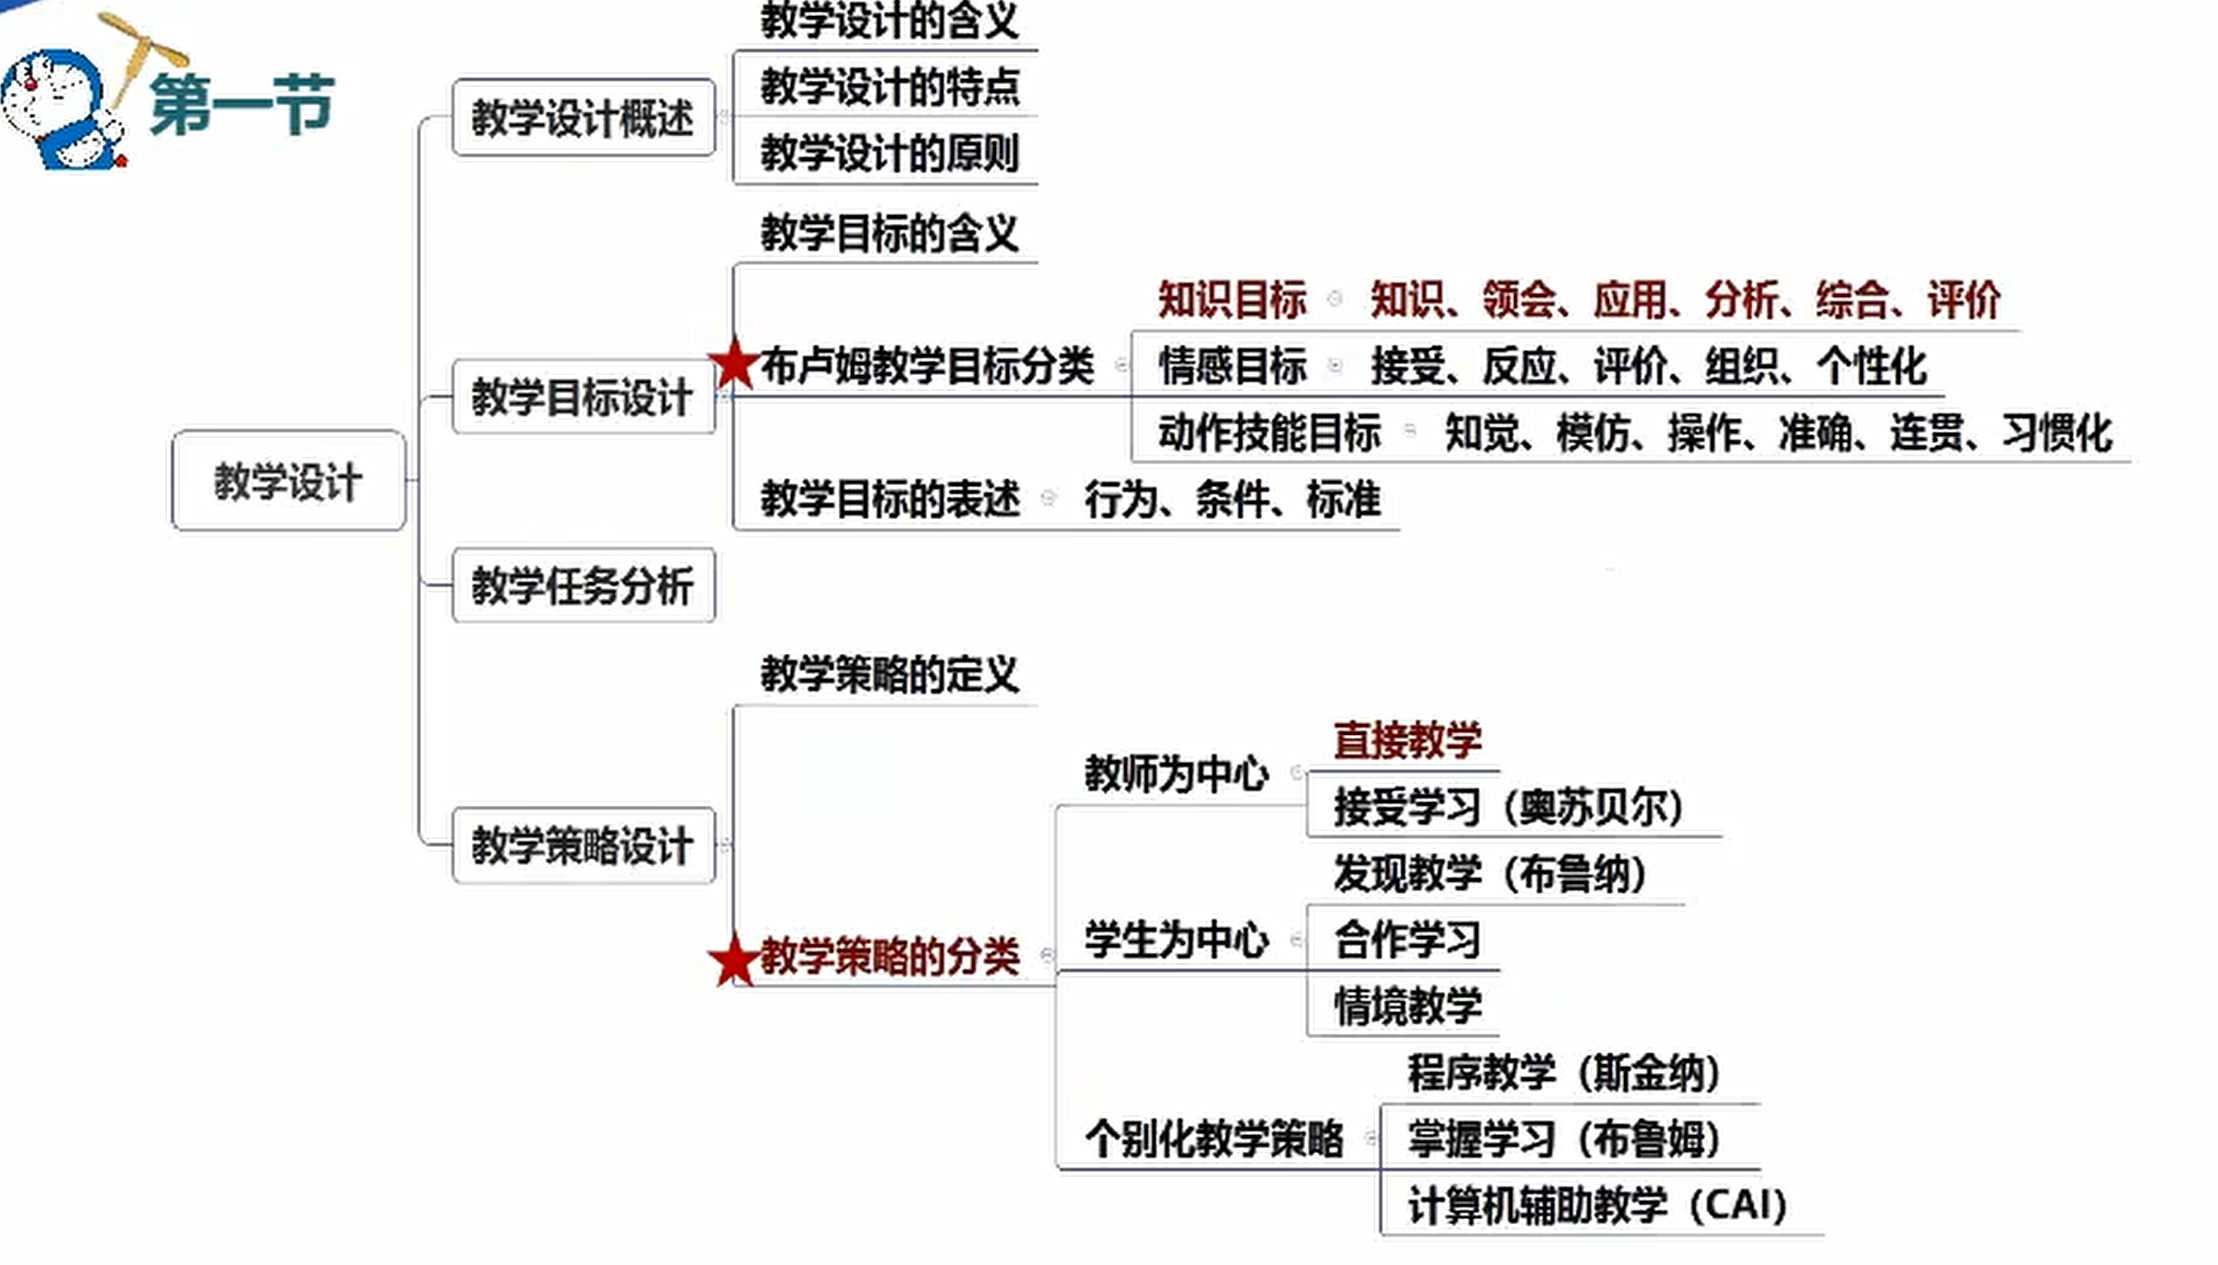 第一节
教学设计
教学设计概述
教学设计的含义
教学设计的特点
教学设计的原则
教学目标设计
教学目标的含义
布卢姆教学目标分类
知识目标 知识、领会、应用、分析、综合、评价
情感目标 接受、反应、评价、组织、个性化
动作技能目标 知觉、模仿、操作、准确、连贯、习惯化
教学目标的表述 行为、条件、标准
教学任务分析
教学策略设计
教学策略的定义
教学策略的分类
教师为中心
直接教学
接受学习（奥苏贝尔）
学生为中心
发现教学（布鲁纳）
合作学习
情境教学
个别化教学策略
程序教学（斯金纳）
掌握学习（布鲁姆）
计算机辅助教学（CAI）